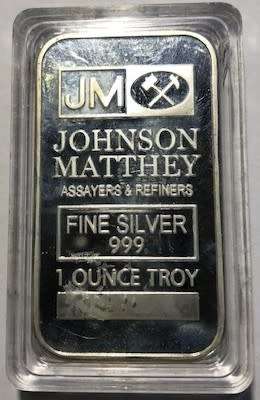 JM
JOHNSON
MATTHEY
ASSAYERS & REFINERS
FINE SILVER
999
1 OUNCE TROY